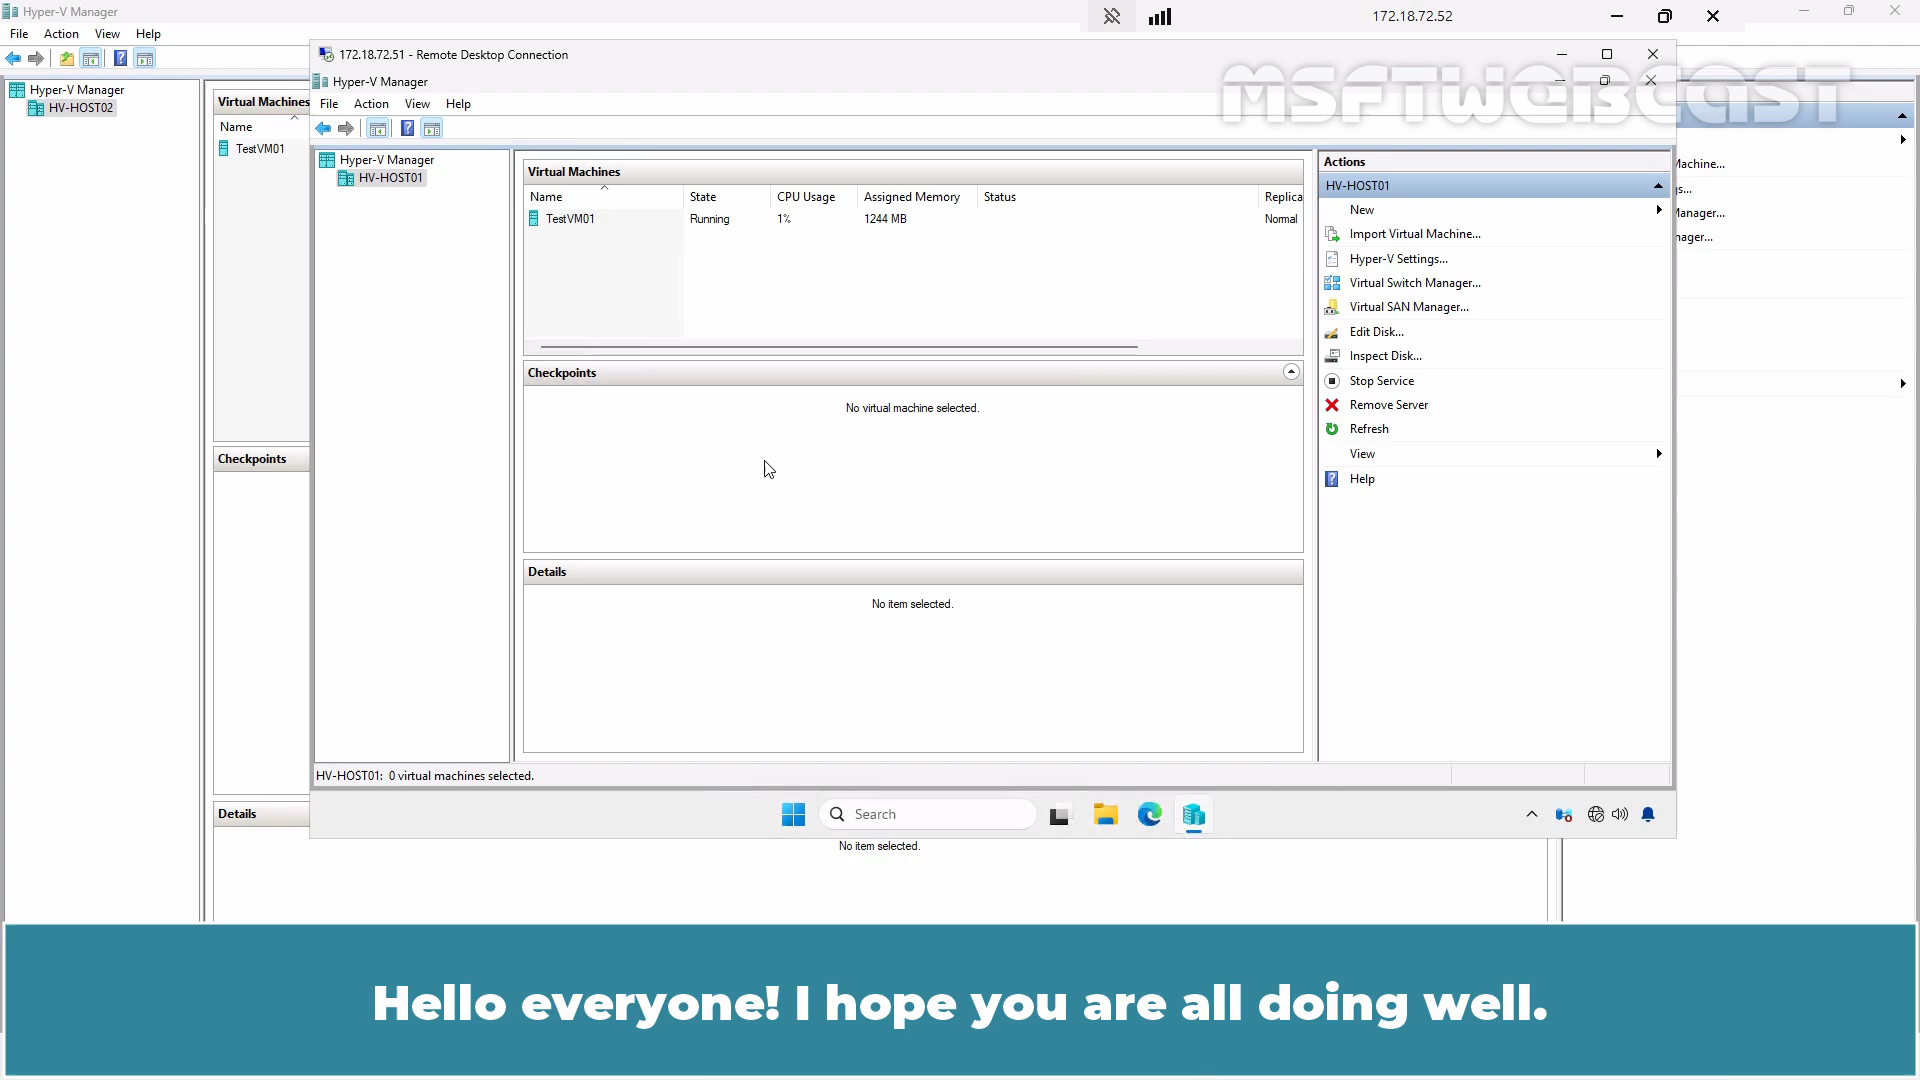 Hyper-V Manager
172.18.72.52
File Action View Help
Hyper-V Manager
HV-HOST02
Virtual Machines
Name
TestVM01
Checkpoints
Details
No item selected.
172.18.72.51 - Remote Desktop Connection
Hyper-V Manager
MSFTWEBCAST
File Action View Help
Hyper-V Manager
HV-HOST01
Virtual Machines
Name State CPU Usage Assigned Memory Status Replica
TestVM01 Running 1% 1244 MB Normal
Checkpoints
No virtual machine selected.
Details
No item selected.
Actions
HV-HOST01
New
Import Virtual Machine...
Hyper-V Settings...
Virtual Switch Manager...
Virtual SAN Manager...
Edit Disk...
Inspect Disk...
Stop Service
Remove Server
Refresh
View
Help
Machine...
s...
Manager...
nager...
HV-HOST01: 0 virtual machines selected.
Search
Hello everyone! I hope you are all doing well.